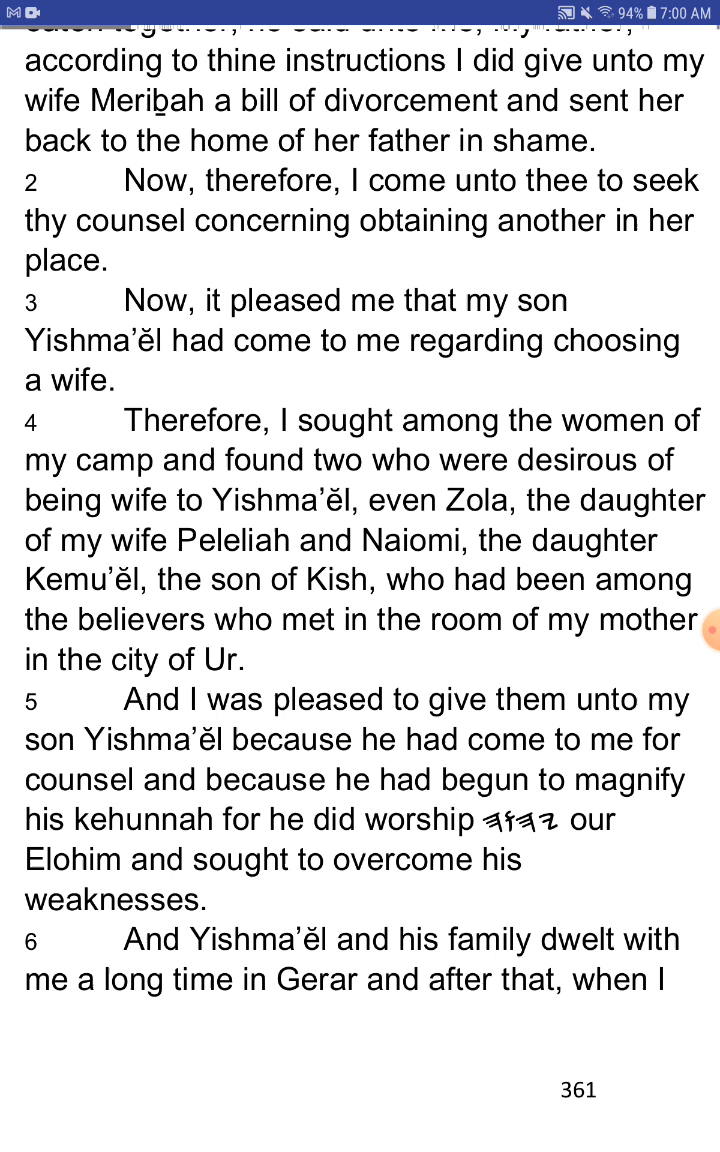 94% 7:00 AM
according to thine instructions I did give unto my
wife Meriḇah a bill of divorcement and sent her
back to the home of her father in shame.
2 Now, therefore, I come unto thee to seek
thy counsel concerning obtaining another in her
place.
3 Now, it pleased me that my son
Yishma’ĕl had come to me regarding choosing
a wife.
4 Therefore, I sought among the women of
my camp and found two who were desirous of
being wife to Yishma’ĕl, even Zola, the daughter
of my wife Peleliah and Naiomi, the daughter
Kemu’ĕl, the son of Kish, who had been among
the believers who met in the room of my mother
in the city of Ur.
5 And I was pleased to give them unto my
son Yishma’ĕl because he had come to me for
counsel and because he had begun to magnify
his kehunnah for he did worship 𐤉𐤄𐤅𐤄 our
Elohim and sought to overcome his
weaknesses.
6 And Yishma’ĕl and his family dwelt with
me a long time in Gerar and after that, when I
361